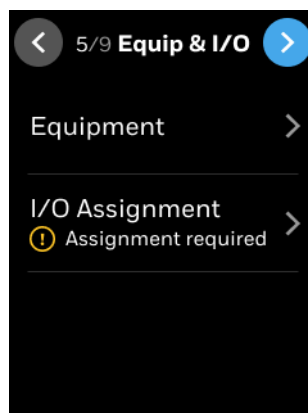 5/9 Equip & I/O
Equipment
I/O Assignment
Assignment required